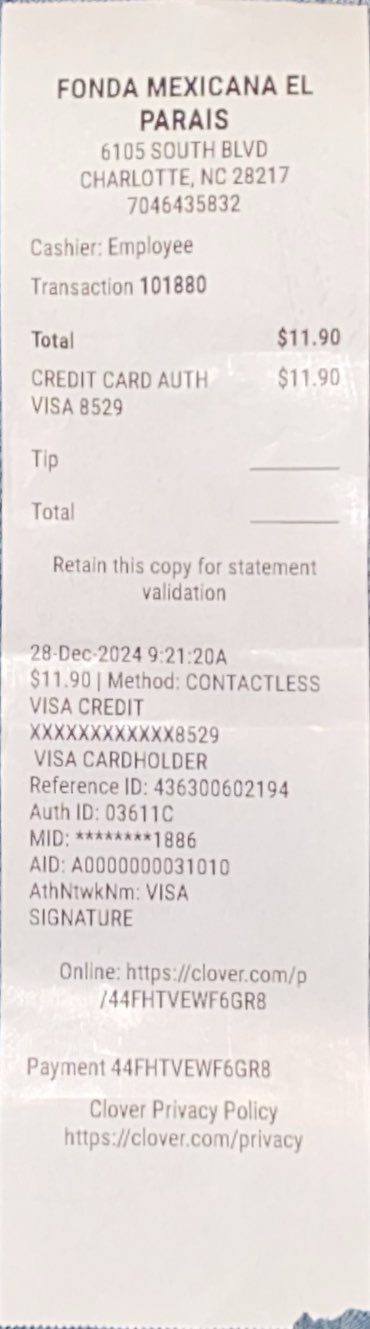 FONDA MEXICANA EL
PARAIS
6105 SOUTH BLVD
CHARLOTTE, NC 28217
7046435832
Cashier: Employee
Transaction 101880
Total $11.90
CREDIT CARD AUTH $11.90
VISA 8529
Tip
Total
Retain this copy for statement
validation
28-Dec-2024 9:21:20A
$11.90 | Method: CONTACTLESS
VISA CREDIT
XXXXXXXXXXXX8529
VISA CARDHOLDER
Reference ID: 436300602194
Auth ID: 03611C
MID: ********1886
AID: A0000000031010
AthNtwkNm: VISA
SIGNATURE
Online: https://clover.com/p
/44FHTVEWF6GR8
Payment 44FHTVEWF6GR8
Clover Privacy Policy
https://clover.com/privacy